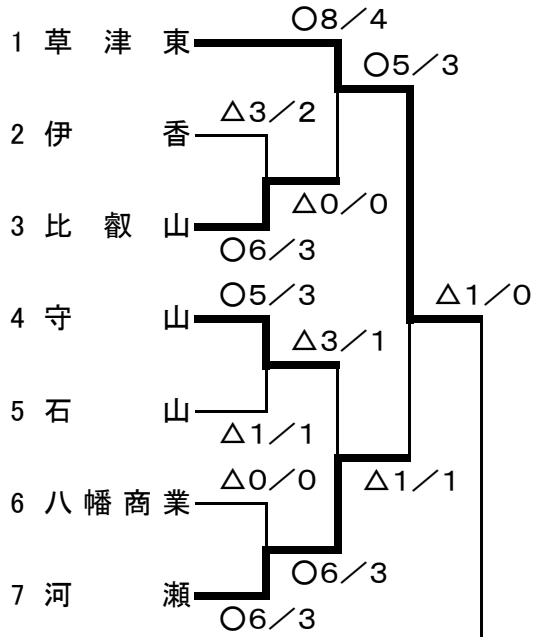 ○8／4
1 草津東
○5／3
△3／2
2 伊香
△0／0
3 比叡山
○6／3
○5／3
△1／0
4 守山
△3／1
5 石山
△1／1
△0／0
△1／1
6 八幡商業
○6／3
7 河瀬
○6／3